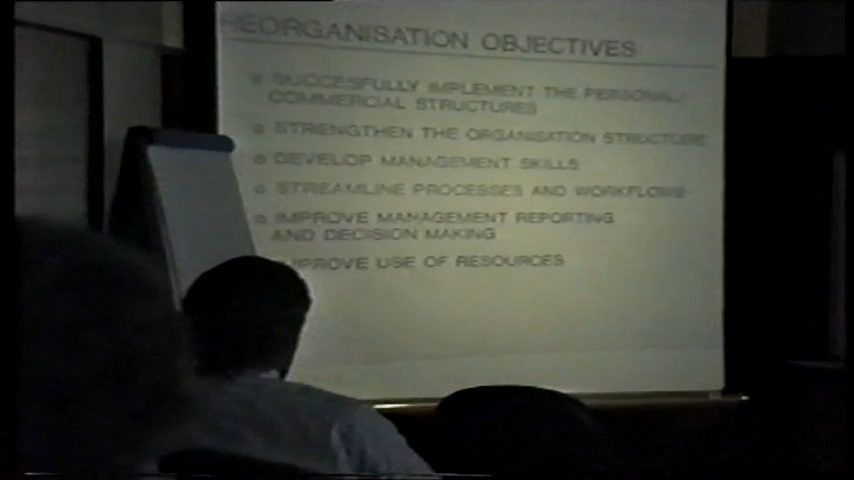 REORGANISATION OBJECTIVES
SUCCESFULLY IMPLEMENT THE PERSONAL/
COMMERCIAL STRUCTURES
STRENGTHEN THE ORGANISATION STRUCTURE
DEVELOP MANAGEMENT SKILLS
STREAMLINE PROCESSES AND WORKFLOWS
IMPROVE MANAGEMENT REPORTING
AND DECISION MAKING
IMPROVE USE OF RESOURCES